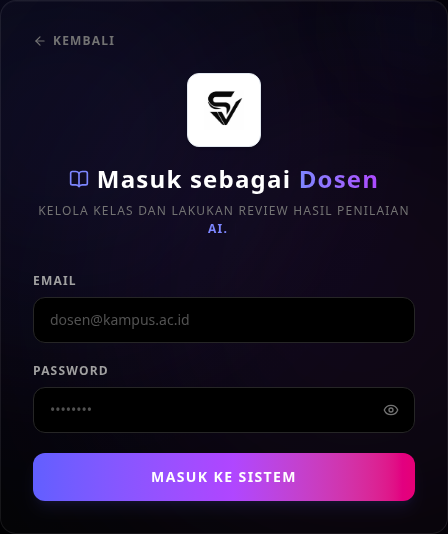 ← KEMBALI
SV
Masuk sebagai Dosen
KELOLA KELAS DAN LAKUKAN REVIEW HASIL PENILAIAN
AI.
EMAIL
dosen@kampus.ac.id
PASSWORD
••••••••
MASUK KE SISTEM